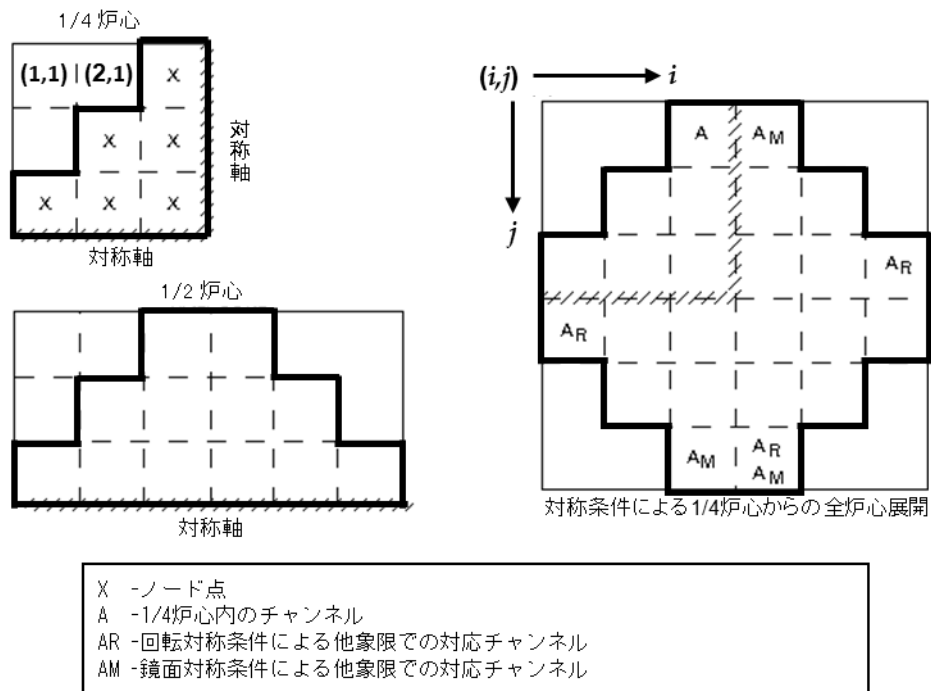 1/4 炉心
(1,1) (2,1) X
X X
X X X
対称軸
対称軸
1/2 炉心
対称軸
(i,j) i
j
A AM
AR
AR
AM AR
AM
対称条件による1/4炉心からの全炉心展開
X -ノード点
A -1/4炉心内のチャンネル
AR -回転対称条件による他象限での対応チャンネル
AM -鏡面対称条件による他象限での対応チャンネル